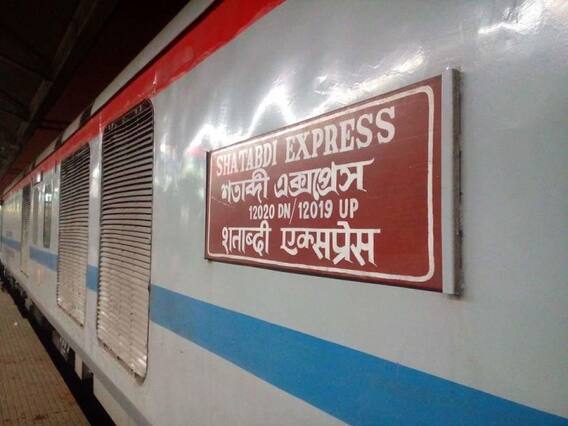 SHATABDI EXPRESS
শতাব্দী এক্সপ্রেস
12020 DN/12019 UP
शताब्दी एक्सप्रेस